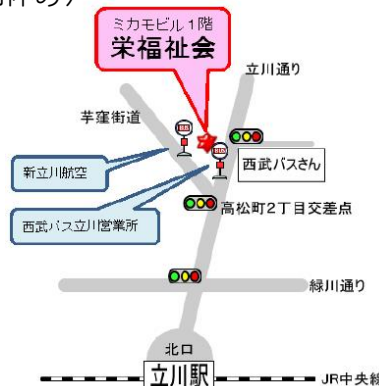 ミカモビル1階
栄福祉会
立川通り
芋窪街道
BUS
BUS
新立川航空
西武バスさん
西武バス立川営業所
高松町2丁目交差点
緑川通り
北口
立川駅
JR中央線